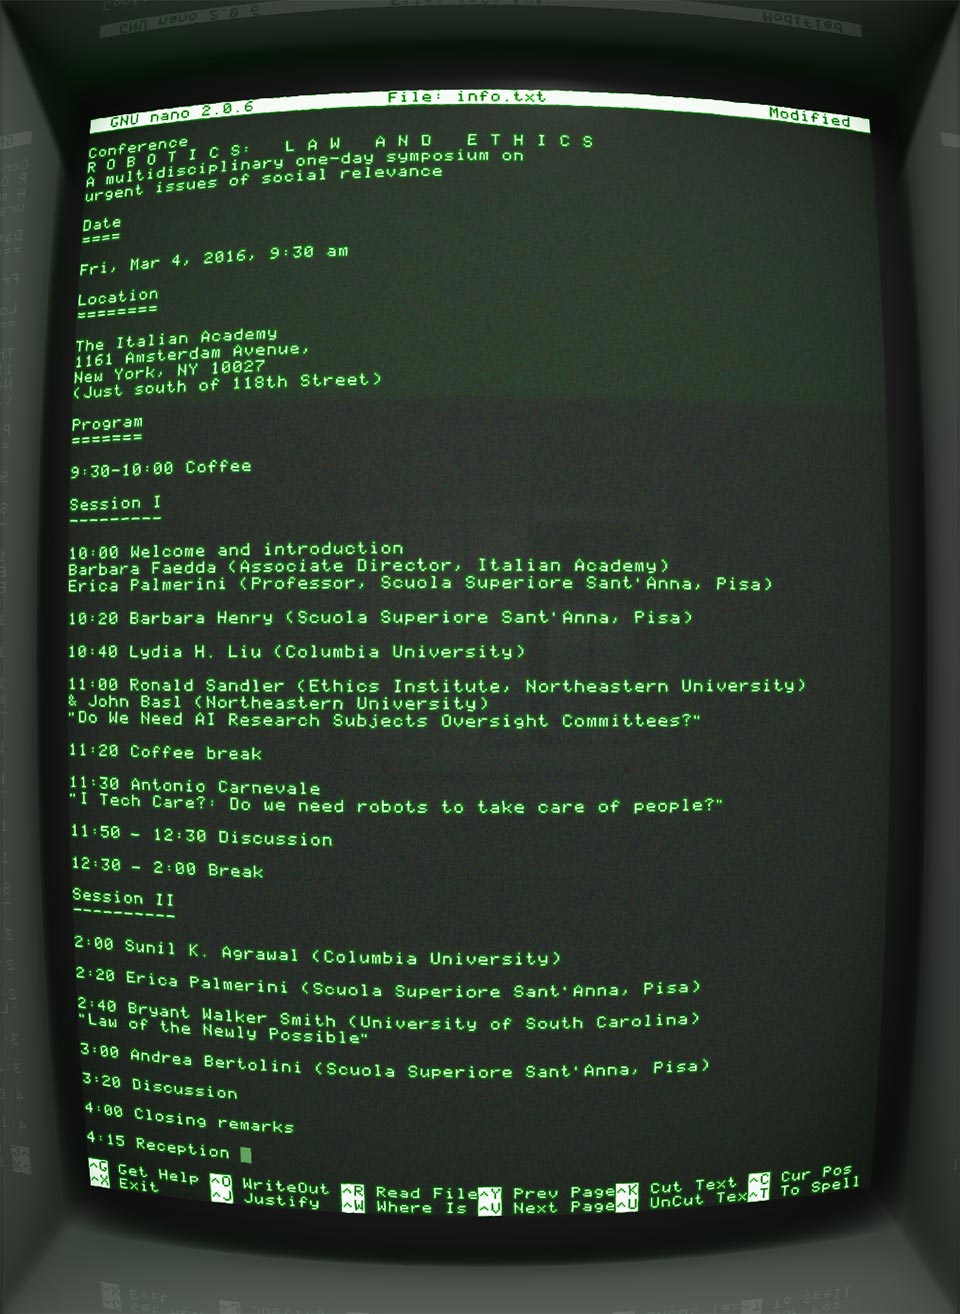 GNU nano 2.0.6 File: info.txt Modified
Conference
R O B O T I C S: L A W A N D E T H I C S
A multidisciplinary one-day symposium on
urgent issues of social relevance
Date
====
Fri, Mar 4, 2016, 9:30 am
Location
========
The Italian Academy
1161 Amsterdam Avenue,
New York, NY 10027
(Just south of 118th Street)
Program
=======
9:30-10:00 Coffee
Session I
---------
10:00 Welcome and introduction
Barbara Faedda (Associate Director, Italian Academy)
Erica Palmerini (Professor, Scuola Superiore Sant'Anna, Pisa)
10:20 Barbara Henry (Scuola Superiore Sant'Anna, Pisa)
10:40 Lydia H. Liu (Columbia University)
11:00 Ronald Sandler (Ethics Institute, Northeastern University)
& John Basl (Northeastern University)
"Do We Need AI Research Subjects Oversight Committees?"
11:20 Coffee break
11:30 Antonio Carnevale
"I Tech Care?: Do we need robots to take care of people?"
11:50 - 12:30 Discussion
12:30 - 2:00 Break
Session II
----------
2:00 Sunil K. Agrawal (Columbia University)
2:20 Erica Palmerini (Scuola Superiore Sant'Anna, Pisa)
2:40 Bryant Walker Smith (University of South Carolina)
"Law of the Newly Possible"
3:00 Andrea Bertolini (Scuola Superiore Sant'Anna, Pisa)
3:20 Discussion
4:00 Closing remarks
4:15 Reception
^G Get Help ^O WriteOut ^R Read File ^Y Prev Page ^K Cut Text ^C Cur Pos
^X Exit ^J Justify ^W Where Is ^V Next Page ^U UnCut Tex ^T To Spell